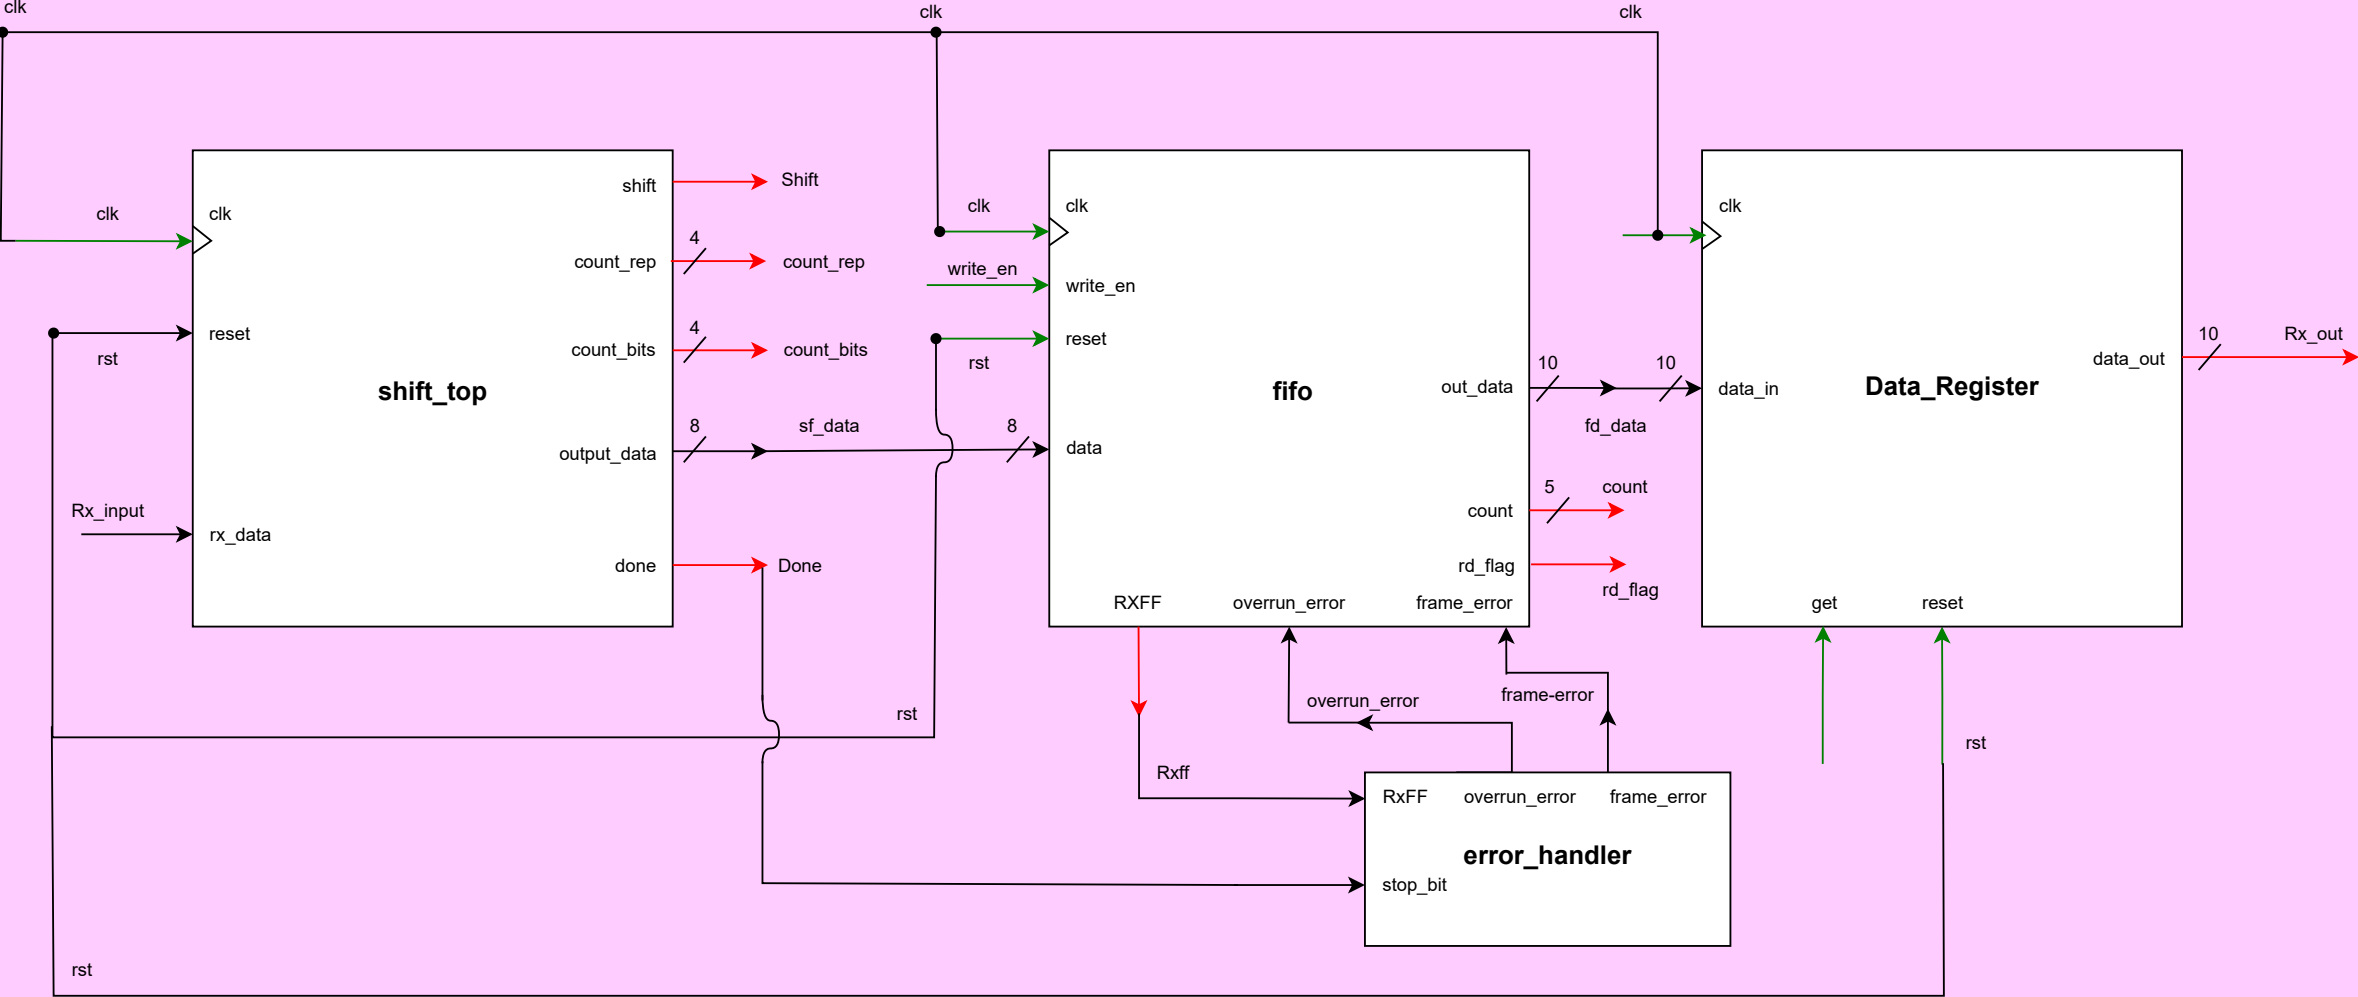 clk
clk
clk
shift
Shift
clk
clk
clk
clk
clk
4
count_rep
count_rep
write_en
write_en
reset
rst
4
count_bits
count_bits
reset
rst
10
Rx_out
data_out
shift_top
fifo
Data_Register
out_data
10
10
data_in
fd_data
output_data
8
sf_data
8
data
Rx_input
rx_data
5
count
count
done
Done
rd_flag
rd_flag
RXFF
overrun_error
frame_error
get
reset
overrun_error
frame-error
rst
rst
Rxff
RxFF
overrun_error
frame_error
error_handler
stop_bit
rst